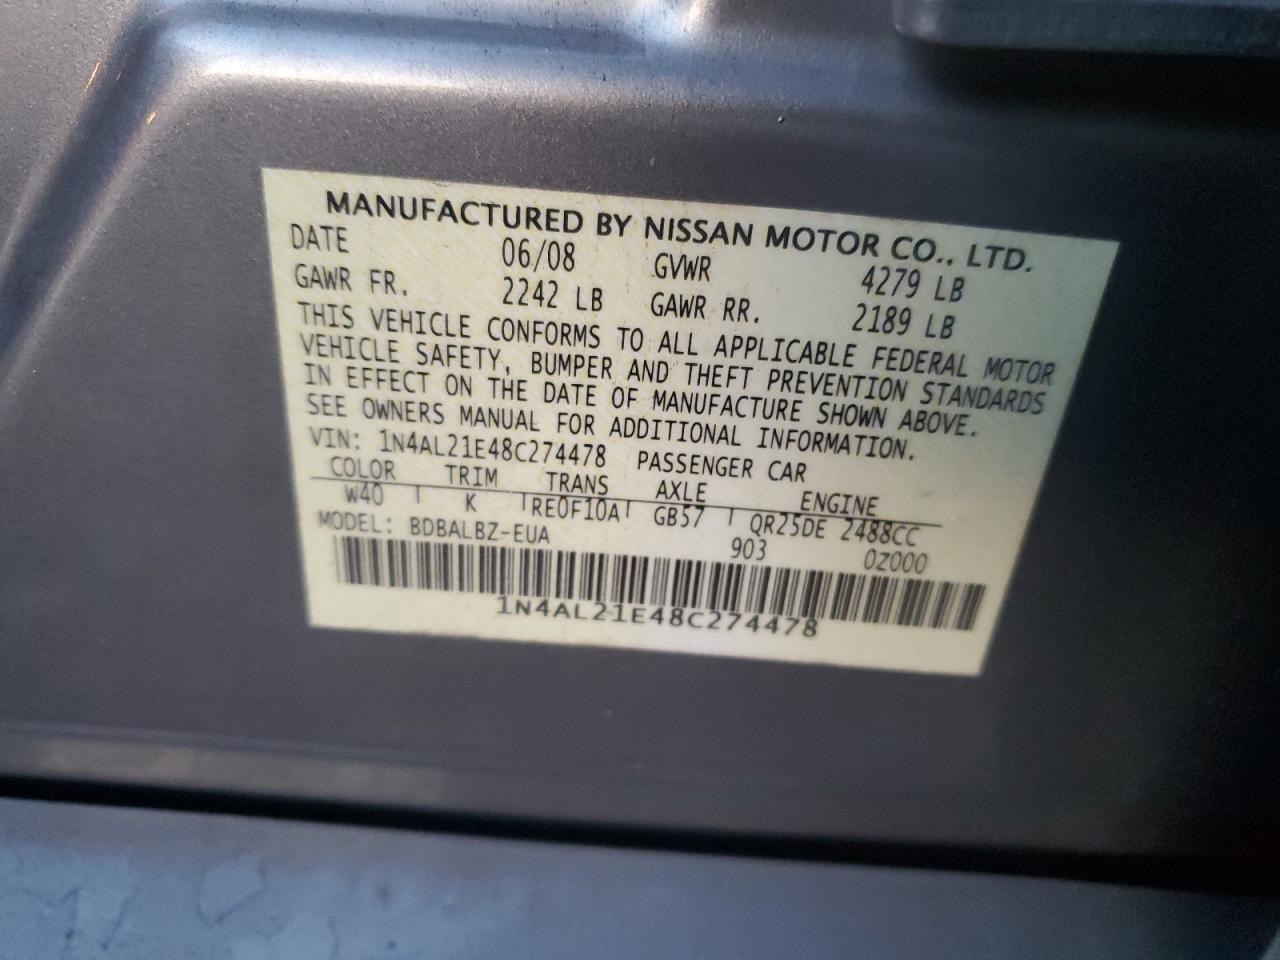 MANUFACTURED BY NISSAN MOTOR CO., LTD.
DATE 06/08 GVWR 4279 LB
GAWR FR. 2242 LB GAWR RR. 2189 LB
THIS VEHICLE CONFORMS TO ALL APPLICABLE FEDERAL MOTOR
VEHICLE SAFETY, BUMPER AND THEFT PREVENTION STANDARDS
IN EFFECT ON THE DATE OF MANUFACTURE SHOWN ABOVE.
SEE OWNERS MANUAL FOR ADDITIONAL INFORMATION.
VIN: 1N4AL21E48C274478 PASSENGER CAR
COLOR TRIM TRANS AXLE ENGINE
W40 K RE0F10A GB57 QR25DE 2488CC
MODEL: BDBALBZ-EUA 903 0Z000
1N4AL21E48C274478